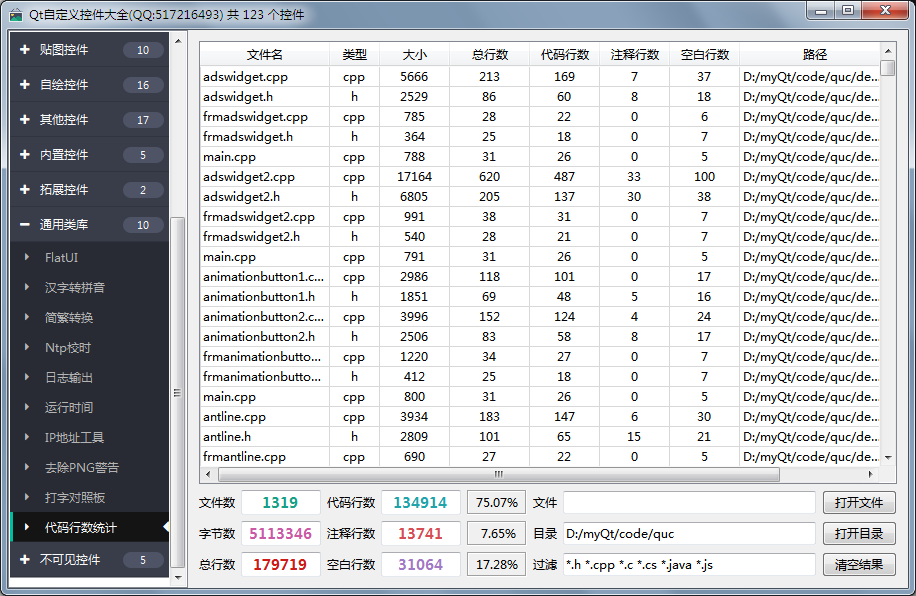 Qt自定义控件大全(QQ:517216493) 共 123 个控件
贴图控件 10
自绘控件 16
其他控件 17
内置控件 5
拓展控件 2
通用类库 10
FlatUI
汉字转拼音
简繁转换
Ntp校时
日志输出
运行时间
IP地址工具
去除PNG警告
打字对照板
代码行数统计
不可见控件 5
文件名 类型 大小 总行数 代码行数 注释行数 空白行数 路径
adswidget.cpp cpp 5666 213 169 7 37 D:/myQt/code/quc/de...
adswidget.h h 2529 86 60 8 18 D:/myQt/code/quc/de...
frmadswidget.cpp cpp 785 28 22 0 6 D:/myQt/code/quc/de...
frmadswidget.h h 364 25 18 0 7 D:/myQt/code/quc/de...
main.cpp cpp 788 31 26 0 5 D:/myQt/code/quc/de...
adswidget2.cpp cpp 17164 620 487 33 100 D:/myQt/code/quc/de...
adswidget2.h h 6805 205 137 30 38 D:/myQt/code/quc/de...
frmadswidget2.cpp cpp 991 38 31 0 7 D:/myQt/code/quc/de...
frmadswidget2.h h 540 28 21 0 7 D:/myQt/code/quc/de...
main.cpp cpp 791 31 26 0 5 D:/myQt/code/quc/de...
animationbutton1.c... cpp 2986 118 101 0 17 D:/myQt/code/quc/de...
animationbutton1.h h 1851 69 48 5 16 D:/myQt/code/quc/de...
animationbutton2.c... cpp 3996 152 124 4 24 D:/myQt/code/quc/de...
animationbutton2.h h 2506 83 58 8 17 D:/myQt/code/quc/de...
frmanimationbutto... cpp 1220 34 27 0 7 D:/myQt/code/quc/de...
frmanimationbutto... h 412 25 18 0 7 D:/myQt/code/quc/de...
main.cpp cpp 800 31 26 0 5 D:/myQt/code/quc/de...
antline.cpp cpp 3934 183 147 6 30 D:/myQt/code/quc/de...
antline.h h 2809 101 65 15 21 D:/myQt/code/quc/de...
frmantline.cpp cpp 690 27 22 0 5 D:/myQt/code/quc/de...
文件数 1319 代码行数 134914 75.07% 文件 打开文件
字节数 5113346 注释行数 13741 7.65% 目录 D:/myQt/code/quc 打开目录
总行数 179719 空白行数 31064 17.28% 过滤 *.h *.cpp *.c *.cs *.java *.js 清空结果